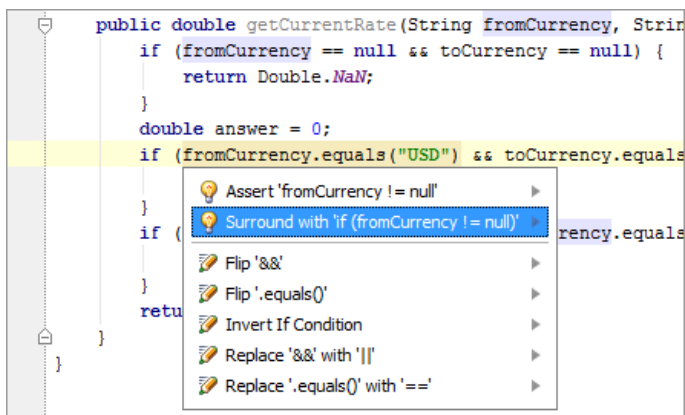 public double getCurrentRate(String fromCurrency, Strin
if (fromCurrency == null && toCurrency == null) {
return Double.NaN;
}
double answer = 0;
if (fromCurrency.equals("USD") && toCurrency.equals
Assert 'fromCurrency != null'
}
Surround with 'if (fromCurrency != null)'
if ( rency.equals
Flip '&&'
}
Flip '.equals()'
retu
Invert If Condition
}
Replace '&&' with '||'
}
Replace '.equals()' with '=='